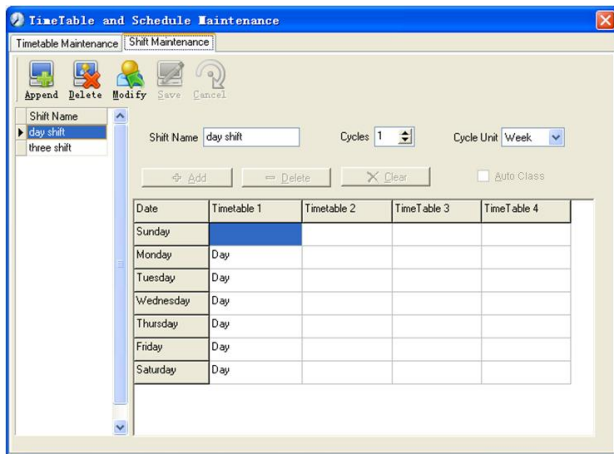 TimeTable and Schedule Maintenance
Timetable Maintenance Shift Maintenance
Append Delete Modify Save Cancel
Shift Name
day shift
three shift
Shift Name day shift Cycles 1 Cycle Unit Week
Add Delete Clear Auto Class
Date Timetable 1 Timetable 2 TimeTable 3 TimeTable 4
Sunday
Monday Day
Tuesday Day
Wednesday Day
Thursday Day
Friday Day
Saturday Day